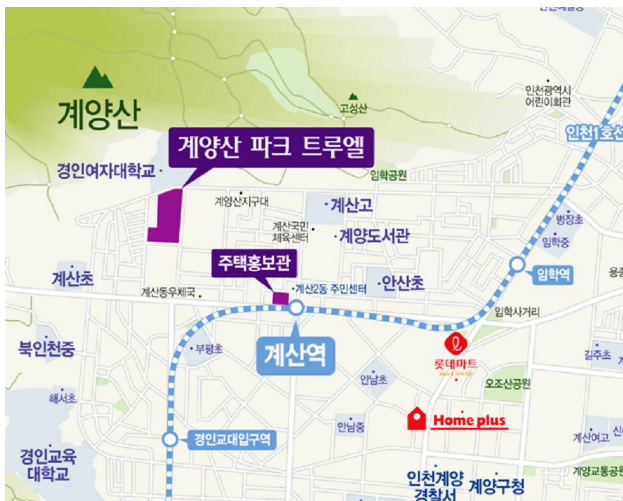 계양산
고성산
인천광역시
어린이회관
인천1호선
계양산 파크 트루엘
경인여자대학교
임학공원
계양산지구대
계산고
계산국민
체육센터
계양도서관
병창초
임학중
주택홍보관
계산2동 주민센터
안산초
임학역
계산초
계산동우체국
임학사거리
계산역
북인천중
부평초
롯데마트
길주초
해서초
안남초
오조산공원
Home plus
경인교대입구역
안남중
계산여고
경인교육
대학교
인천계양
경찰서
계양구청
계양교통공원